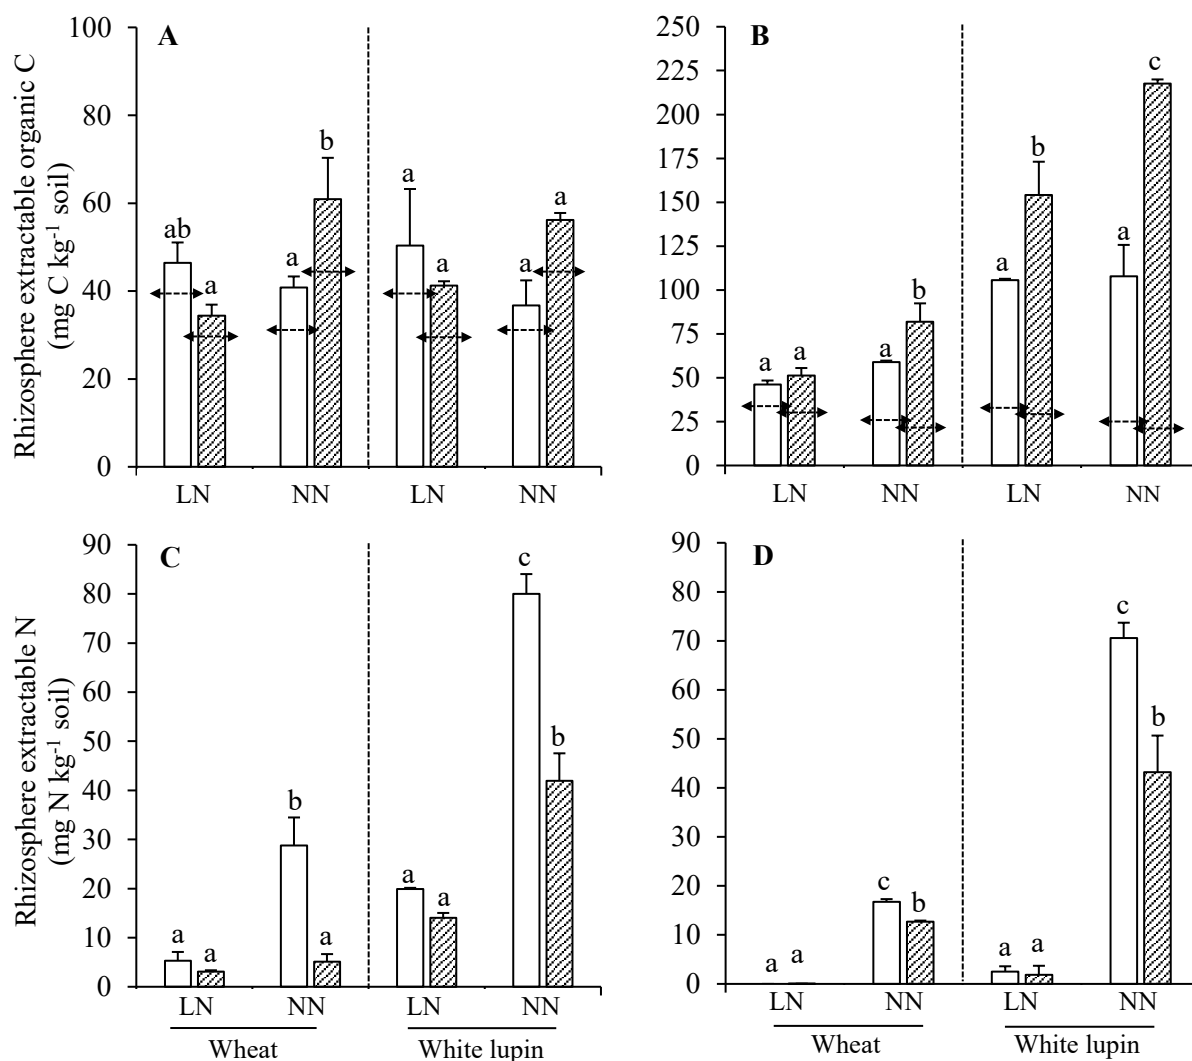 Rhizosphere extractable organic C
(mg C kg⁻¹ soil)
A
100
80
60
40
20
0
ab
a
a
b
a
a
a
a
LN
NN
LN
NN
B
250
225
200
175
150
125
100
75
50
25
0
a
a
a
b
a
b
a
c
LN
NN
LN
NN
Rhizosphere extractable N
(mg N kg⁻¹ soil)
C
90
80
70
60
50
40
30
20
10
0
a
a
b
a
a
a
c
b
LN
NN
LN
NN
Wheat
White lupin
D
90
80
70
60
50
40
30
20
10
0
a
a
c
b
a
a
c
b
LN
NN
LN
NN
Wheat
White lupin